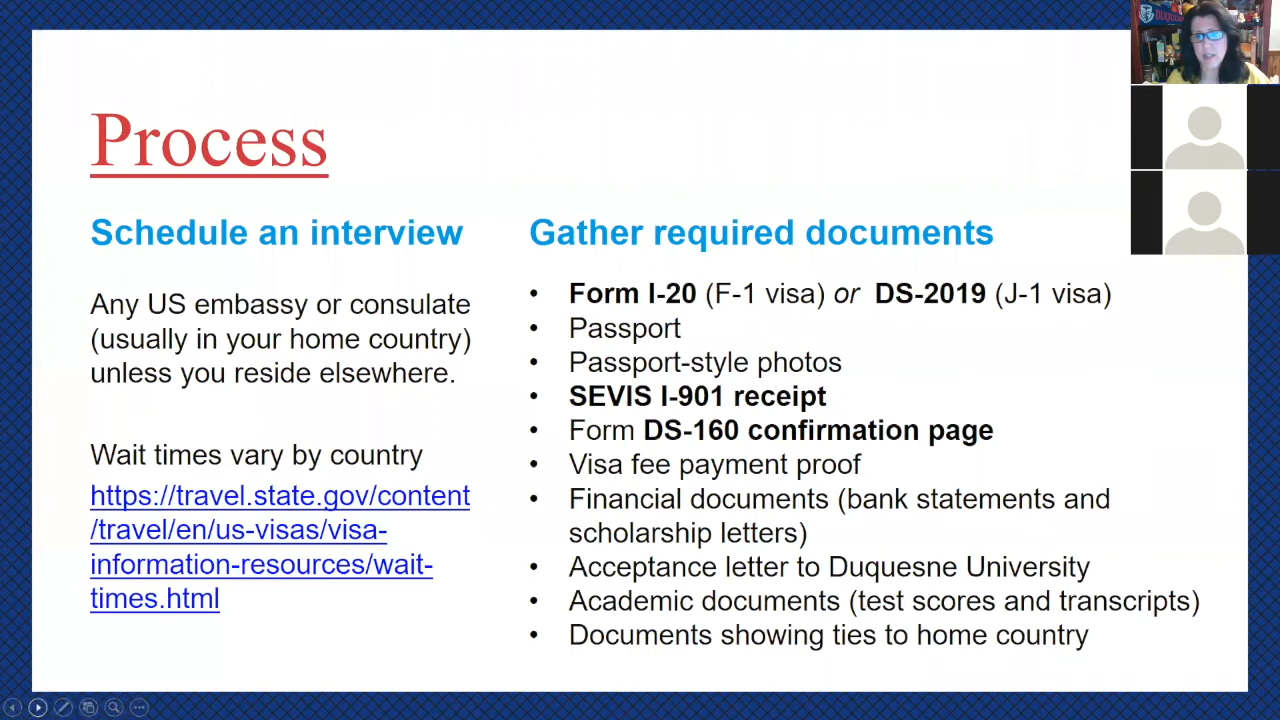 Process
Schedule an interview
Any US embassy or consulate
(usually in your home country)
unless you reside elsewhere.
Wait times vary by country
https://travel.state.gov/content
/travel/en/us-visas/visa-
information-resources/wait-
times.html
Gather required documents
• Form I-20 (F-1 visa) or DS-2019 (J-1 visa)
• Passport
• Passport-style photos
• SEVIS I-901 receipt
• Form DS-160 confirmation page
• Visa fee payment proof
• Financial documents (bank statements and
scholarship letters)
• Acceptance letter to Duquesne University
• Academic documents (test scores and transcripts)
• Documents showing ties to home country